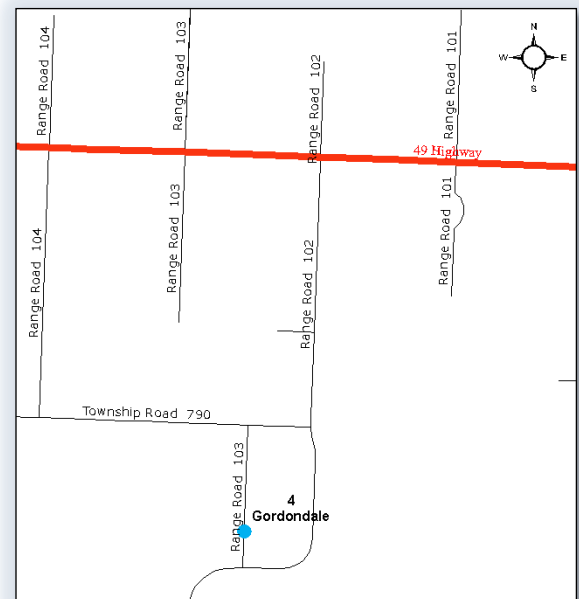 N
W E
S
Range Road 104
Range Road 103
Range Road 102
Range Road 101
49 Highway
Range Road 104
Range Road 103
Range Road 102
Range Road 101
Township Road 790
Range Road 103
4
Gordondale